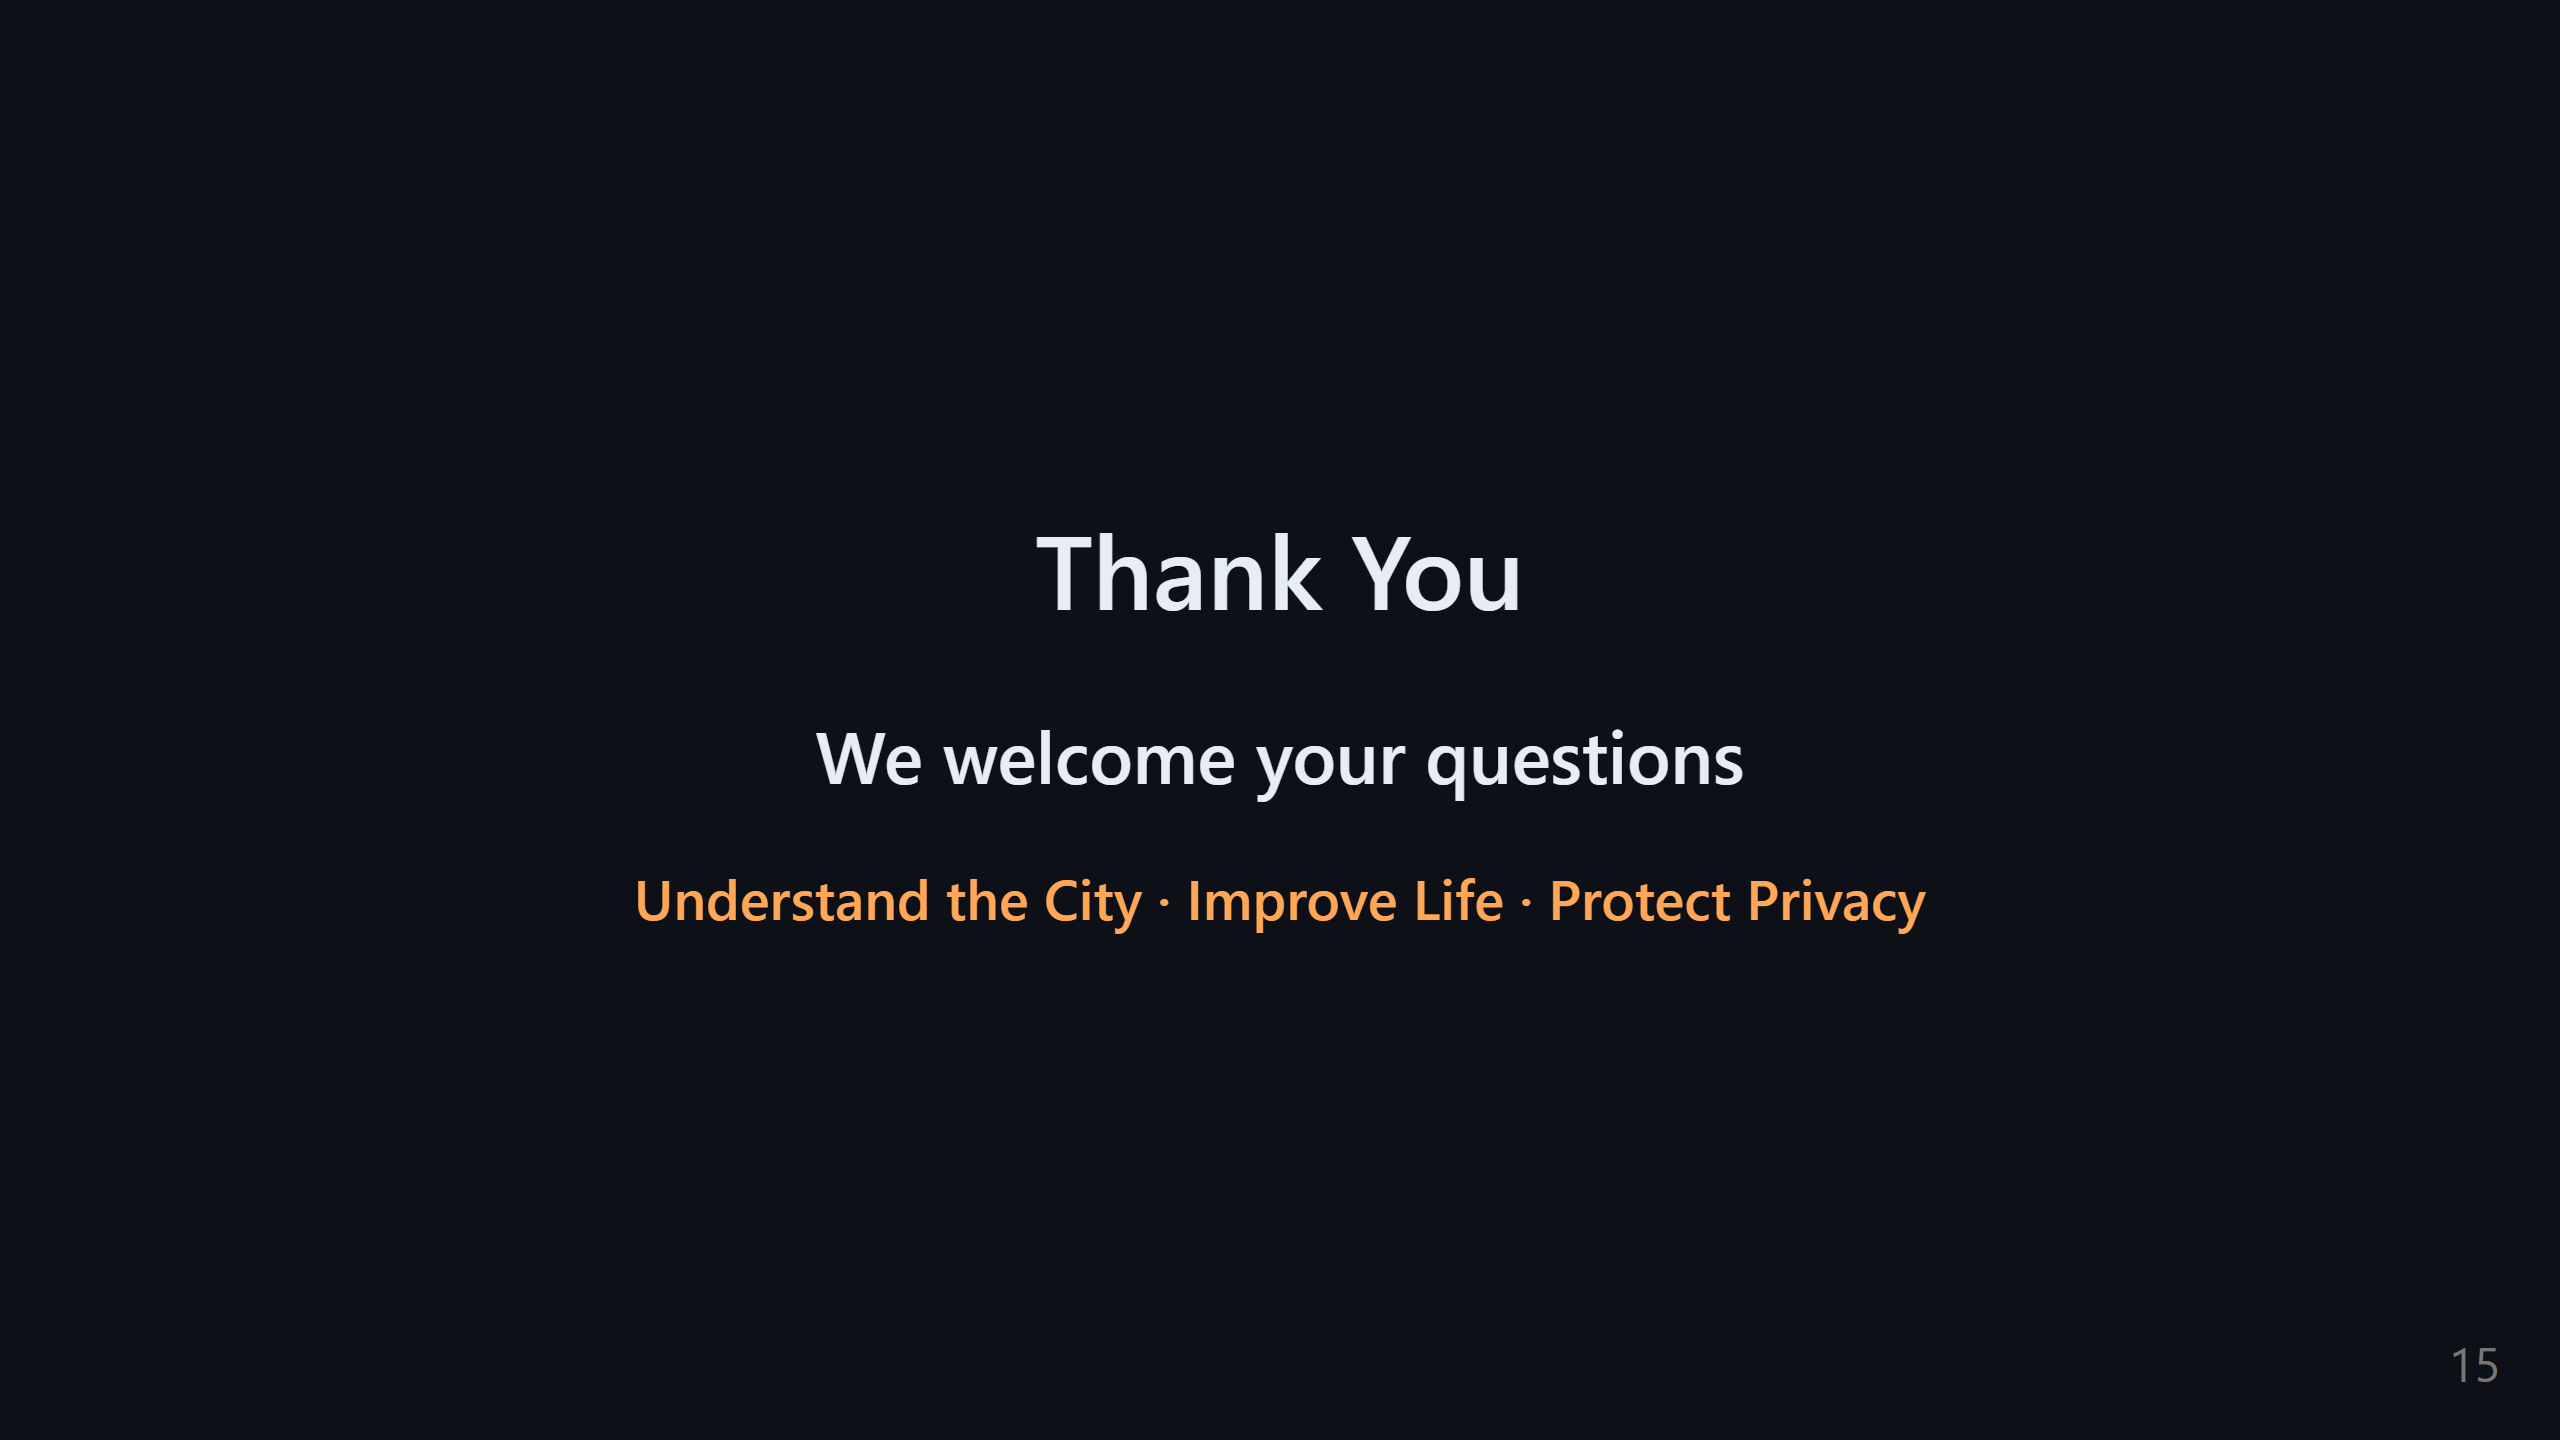 Thank You
We welcome your questions
Understand the City · Improve Life · Protect Privacy
15